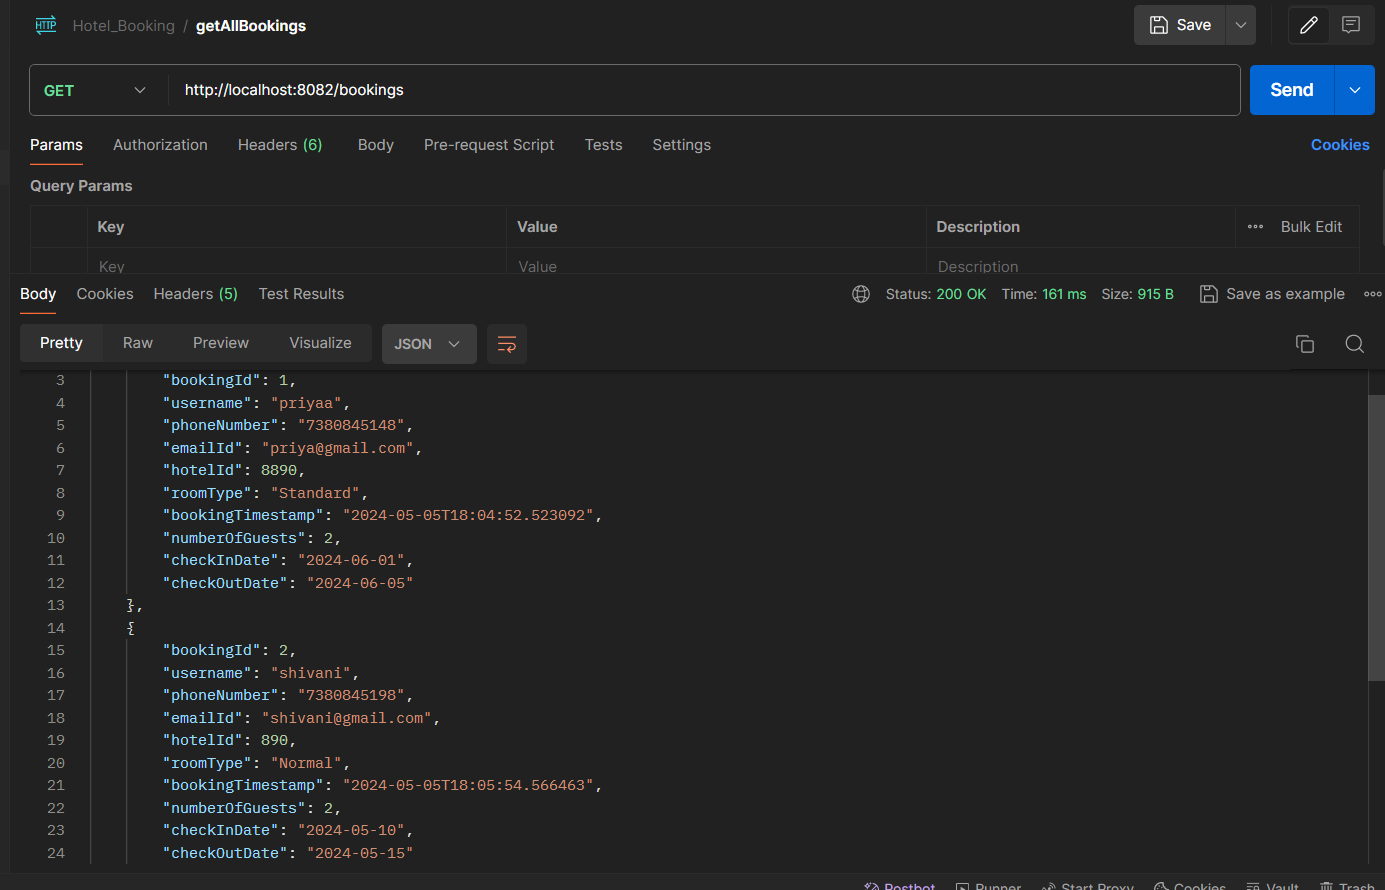 HTTP Hotel_Booking / getAllBookings Save
GET http://localhost:8082/bookings Send
Params Authorization Headers (6) Body Pre-request Script Tests Settings Cookies
Query Params
Key Value Description Bulk Edit
Key Value Description
Body Cookies Headers (5) Test Results Status: 200 OK Time: 161 ms Size: 915 B Save as example
Pretty Raw Preview Visualize JSON
3 "bookingId": 1,
4 "username": "priyaa",
5 "phoneNumber": "7380845148",
6 "emailId": "priya@gmail.com",
7 "hotelId": 8890,
8 "roomType": "Standard",
9 "bookingTimestamp": "2024-05-05T18:04:52.523092",
10 "numberOfGuests": 2,
11 "checkInDate": "2024-06-01",
12 "checkOutDate": "2024-06-05"
13 },
14 {
15 "bookingId": 2,
16 "username": "shivani",
17 "phoneNumber": "7380845198",
18 "emailId": "shivani@gmail.com",
19 "hotelId": 890,
20 "roomType": "Normal",
21 "bookingTimestamp": "2024-05-05T18:05:54.566463",
22 "numberOfGuests": 2,
23 "checkInDate": "2024-05-10",
24 "checkOutDate": "2024-05-15"
Postbot Runner Start Proxy Cookies Vault Trash